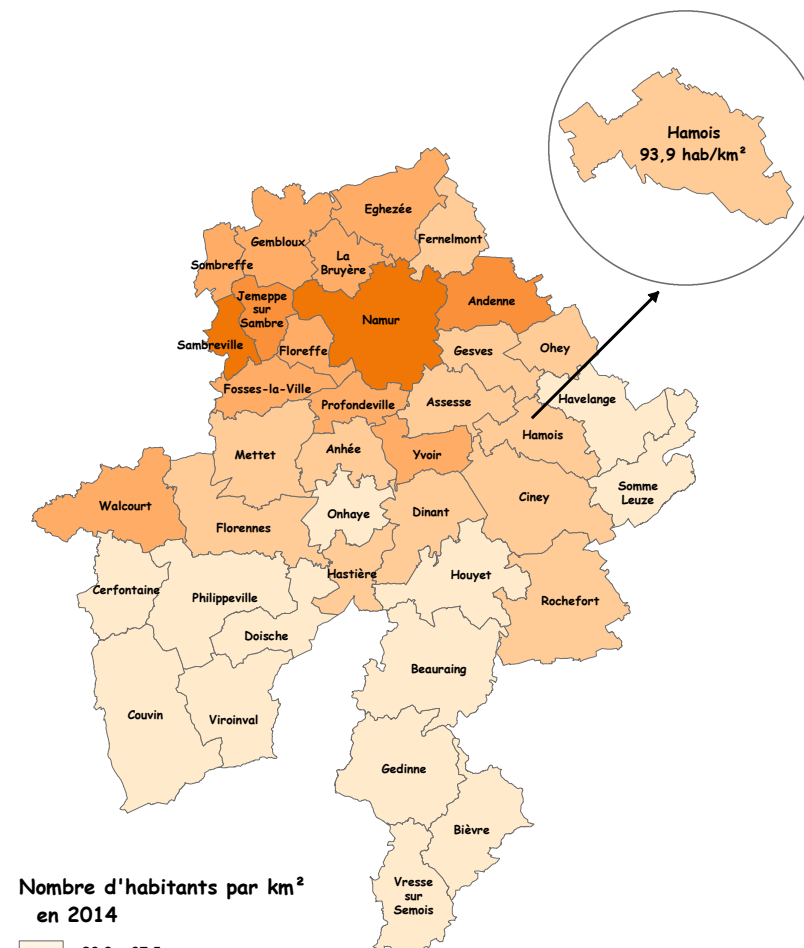 Hamois
93,9 hab/km²
Eghezée
Gembloux
Fernelmont
La
Bruyère
Sombreffe
Jemeppe
sur
Sambre
Andenne
Namur
Sambreville
Floreffe
Gesves
Ohey
Fosses-la-Ville
Profondeville
Assesse
Havelange
Hamois
Mettet
Anhée
Yvoir
Somme
Leuze
Walcourt
Onhaye
Dinant
Ciney
Florennes
Hastière
Houyet
Cerfontaine
Philippeville
Rochefort
Doische
Beauraing
Couvin
Viroinval
Gedinne
Bièvre
Vresse
sur
Semois
Nombre d'habitants par km²
en 2014